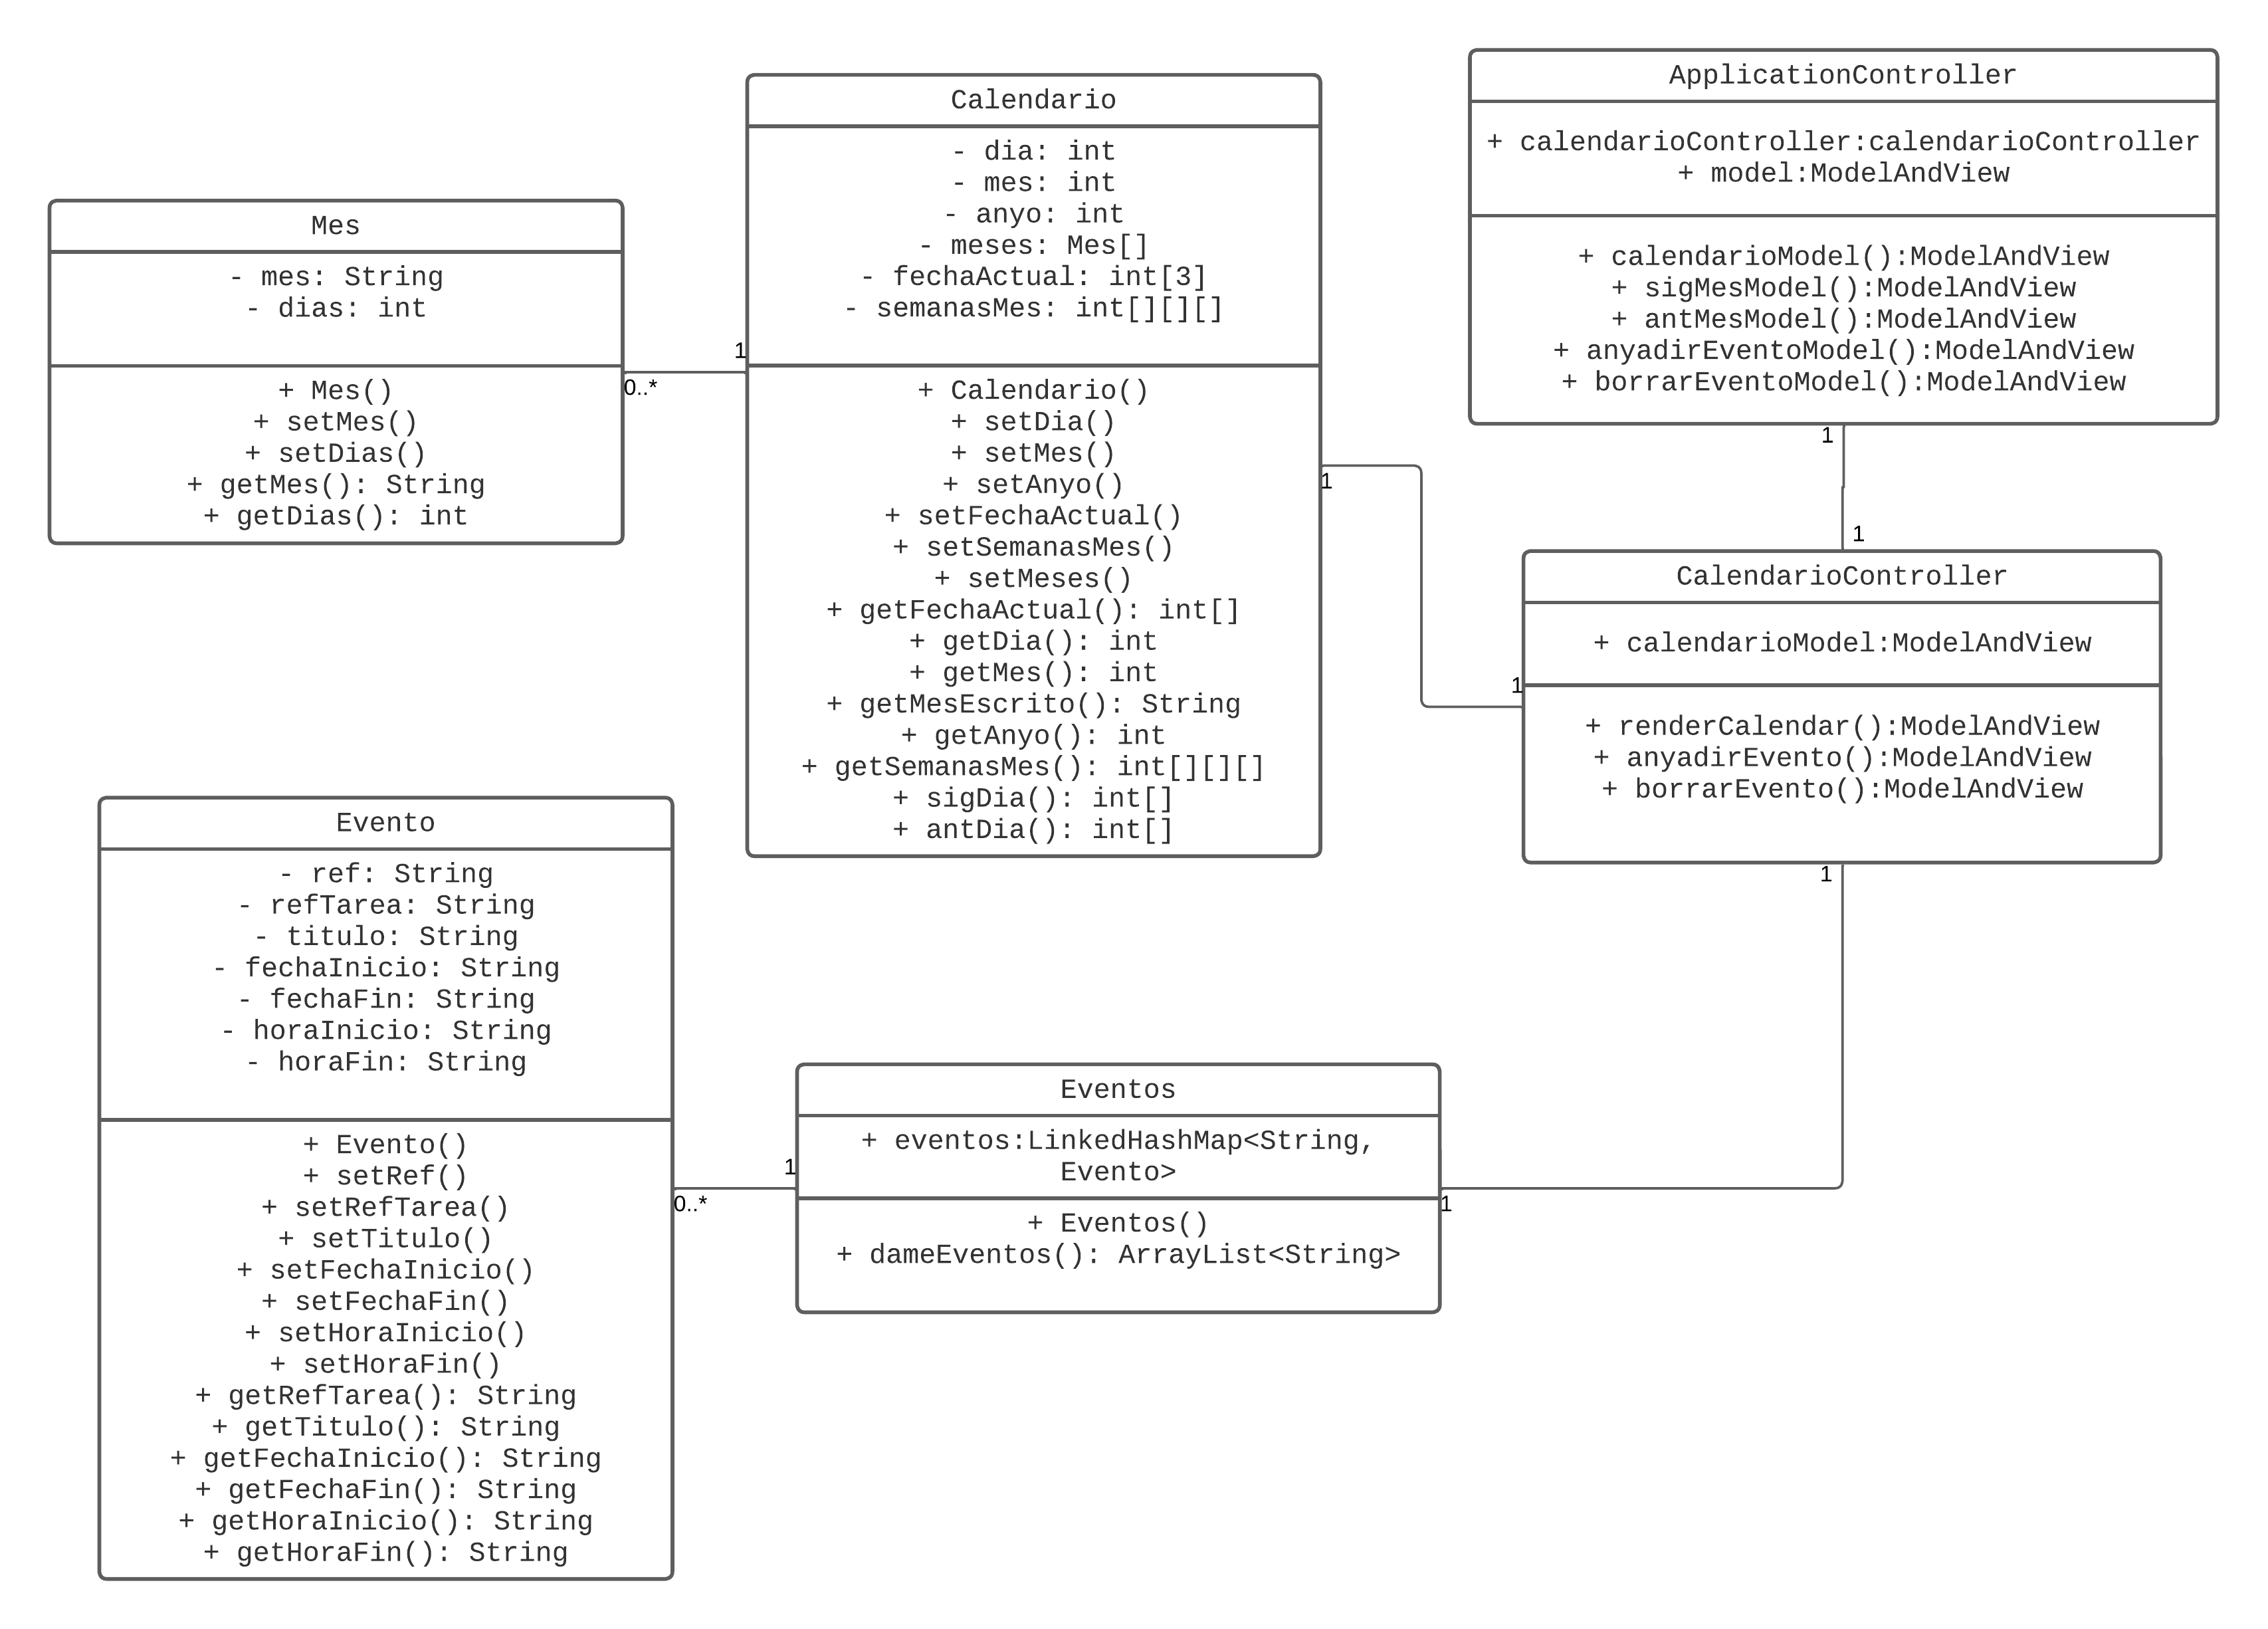 Mes
- mes: String
- dias: int
+ Mes()
+ setMes()
+ setDias()
+ getMes(): String
+ getDias(): int
0..*
1
Calendario
- dia: int
- mes: int
- anyo: int
- meses: Mes[]
- fechaActual: int[3]
- semanasMes: int[][][]
+ Calendario()
+ setDia()
+ setMes()
+ setAnyo()
+ setFechaActual()
+ setSemanasMes()
+ setMeses()
+ getFechaActual(): int[]
+ getDia(): int
+ getMes(): int
+ getMesEscrito(): String
+ getAnyo(): int
+ getSemanasMes(): int[][][]
+ sigDia(): int[]
+ antDia(): int[]
1
1
ApplicationController
+ calendarioController:calendarioController
+ model:ModelAndView
+ calendarioModel():ModelAndView
+ sigMesModel():ModelAndView
+ antMesModel():ModelAndView
+ anyadirEventoModel():ModelAndView
+ borrarEventoModel():ModelAndView
1
1
CalendarioController
+ calendarioModel:ModelAndView
+ renderCalendar():ModelAndView
+ anyadirEvento():ModelAndView
+ borrarEvento():ModelAndView
1
Evento
- ref: String
- refTarea: String
- titulo: String
- fechaInicio: String
- fechaFin: String
- horaInicio: String
- horaFin: String
+ Evento()
+ setRef()
+ setRefTarea()
+ setTitulo()
+ setFechaInicio()
+ setFechaFin()
+ setHoraInicio()
+ setHoraFin()
+ getRefTarea(): String
+ getTitulo(): String
+ getFechaInicio(): String
+ getFechaFin(): String
+ getHoraInicio(): String
+ getHoraFin(): String
0..*
1
Eventos
+ eventos:LinkedHashMap<String,
Evento>
+ Eventos()
+ dameEventos(): ArrayList<String>
1